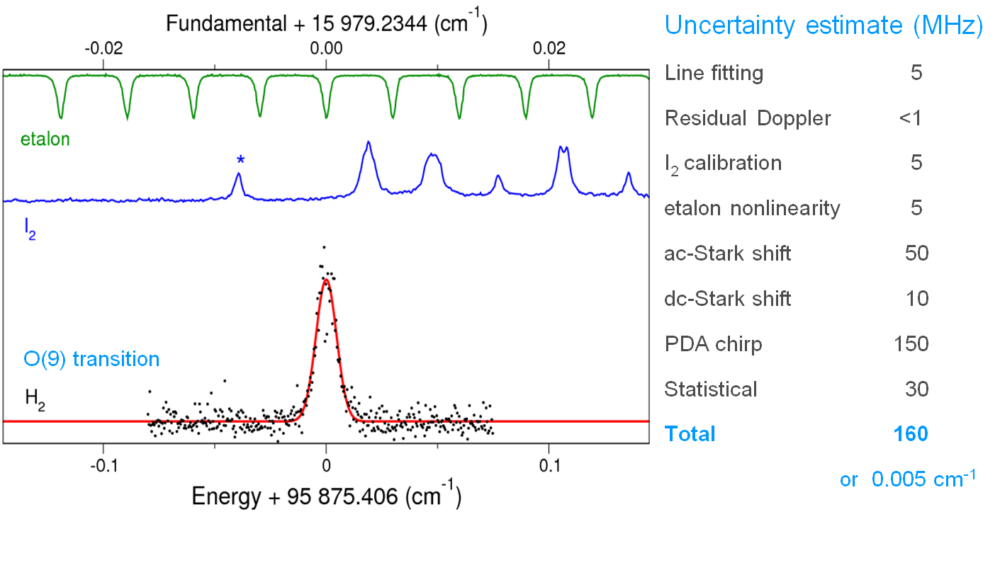 Fundamental + 15 979.2344 (cm⁻¹)
-0.02 0.00 0.02
etalon
*
I₂
O(9) transition
H₂
-0.1 0 0.1
Energy + 95 875.406 (cm⁻¹)
Uncertainty estimate (MHz)
Line fitting 5
Residual Doppler <1
I₂ calibration 5
etalon nonlinearity 5
ac-Stark shift 50
dc-Stark shift 10
PDA chirp 150
Statistical 30
Total 160
or 0.005 cm⁻¹